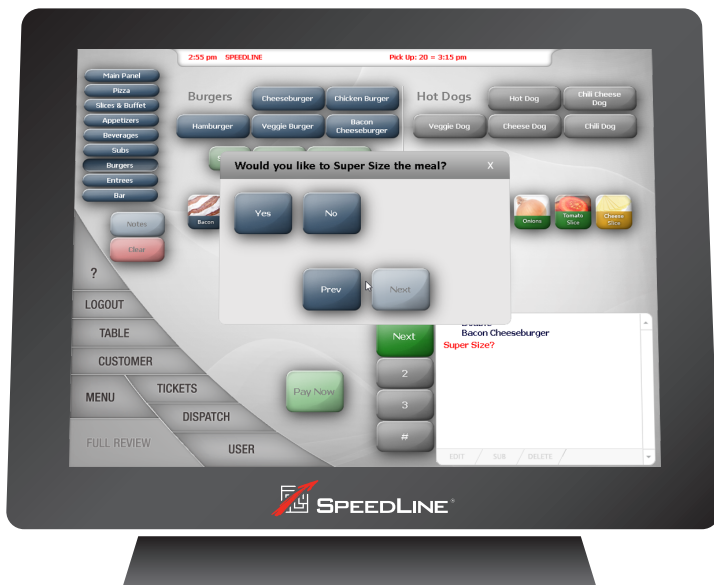 2:55 pm SPEEDLINE Pick Up: 20 = 3:15 pm
Main Panel
Pizza
Slices & Buffet
Appetizers
Beverages
Subs
Burgers
Entrees
Bar
Notes
Clear
Burgers
Cheeseburger
Chicken Burger
Hamburger
Veggie Burger
Bacon
Cheeseburger
Hot Dogs
Hot Dog
Chili Cheese
Dog
Veggie Dog
Cheese Dog
Chili Dog
Would you like to Super Size the meal? X
Yes
No
Prev
Next
Bacon
Onions
Tomato
Slice
Cheese
Slice
?
LOGOUT
TABLE
CUSTOMER
MENU
TICKETS
DISPATCH
FULL REVIEW
USER
Pay Now
Next
2
3
#
Bacon Cheeseburger
Super Size?
EDIT / SUB / DELETE /
SPEEDLINE®